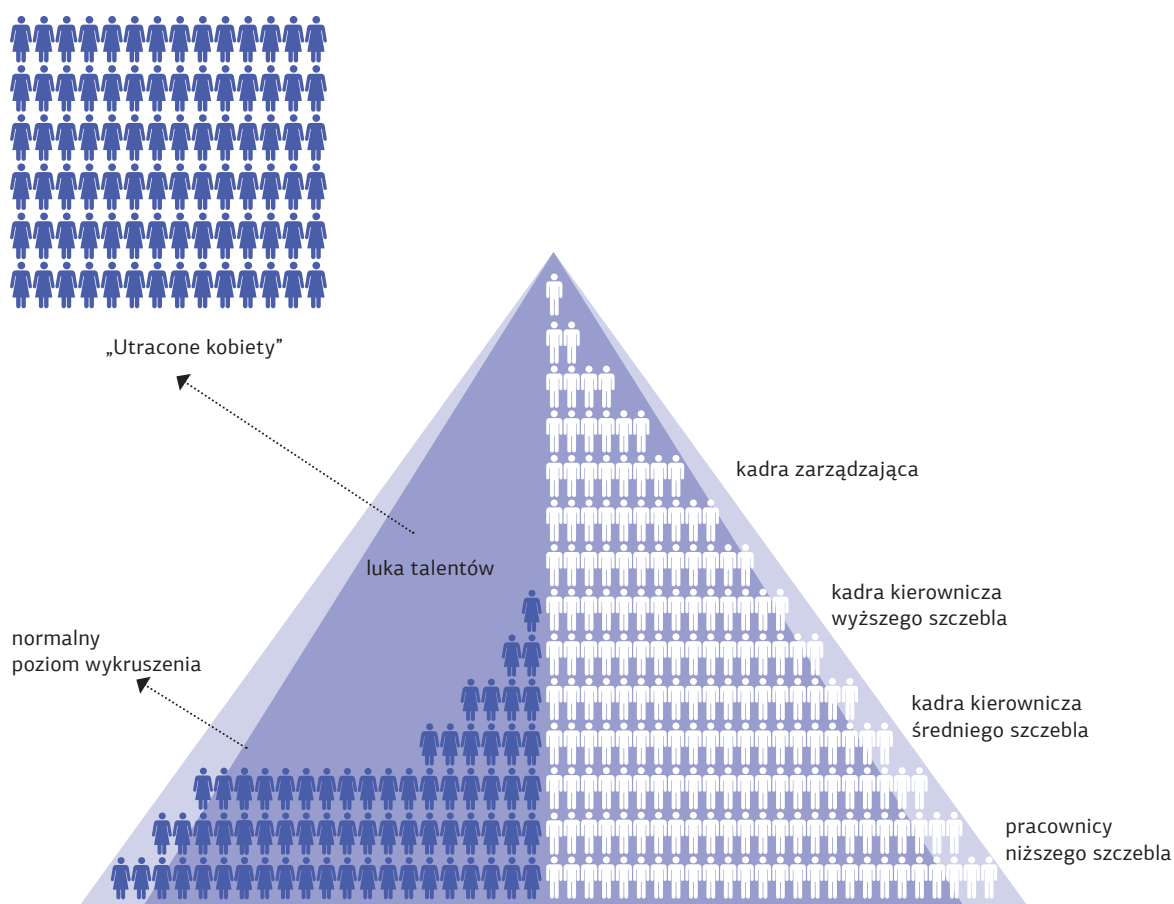 „Utracone kobiety”
kadra zarządzająca
luka talentów
kadra kierownicza
wyższego szczebla
normalny
poziom wykruszenia
kadra kierownicza
średniego szczebla
pracownicy
niższego szczebla